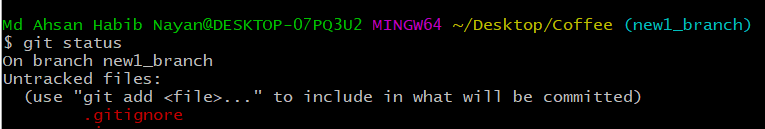 Md Ahsan Habib Nayan@DESKTOP-07PQ3U2 MINGW64 ~/Desktop/Coffee (new1_branch)
$ git status
On branch new1_branch
Untracked files:
  (use "git add <file>..." to include in what will be committed)
        .gitignore